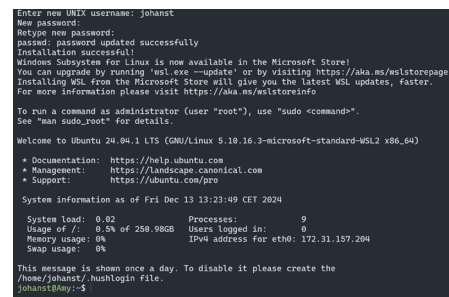 Enter new UNIX username: johanst
New password:
Retype new password:
passwd: password updated successfully
Installation successful!
Windows Subsystem for Linux is now available in the Microsoft Store!
You can upgrade by running 'wsl.exe --update' or by visiting https://aka.ms/wslstorepage
Installing WSL from the Microsoft Store will give you the latest WSL updates, faster.
For more information please visit https://aka.ms/wslstoreinfo

To run a command as administrator (user "root"), use "sudo <command>".
See "man sudo_root" for details.

Welcome to Ubuntu 24.04.1 LTS (GNU/Linux 5.10.16.3-microsoft-standard-WSL2 x86_64)

 * Documentation:  https://help.ubuntu.com
 * Management:     https://landscape.canonical.com
 * Support:        https://ubuntu.com/pro

 System information as of Fri Dec 13 13:23:49 CET 2024

  System load:  0.02                Processes:             9
  Usage of /:   0.5% of 250.98GB    Users logged in:       0
  Memory usage: 0%                  IPv4 address for eth0: 172.31.157.204
  Swap usage:   0%

This message is shown once a day. To disable it please create the
/home/johanst/.hushlogin file.
johanst@Amy:~$